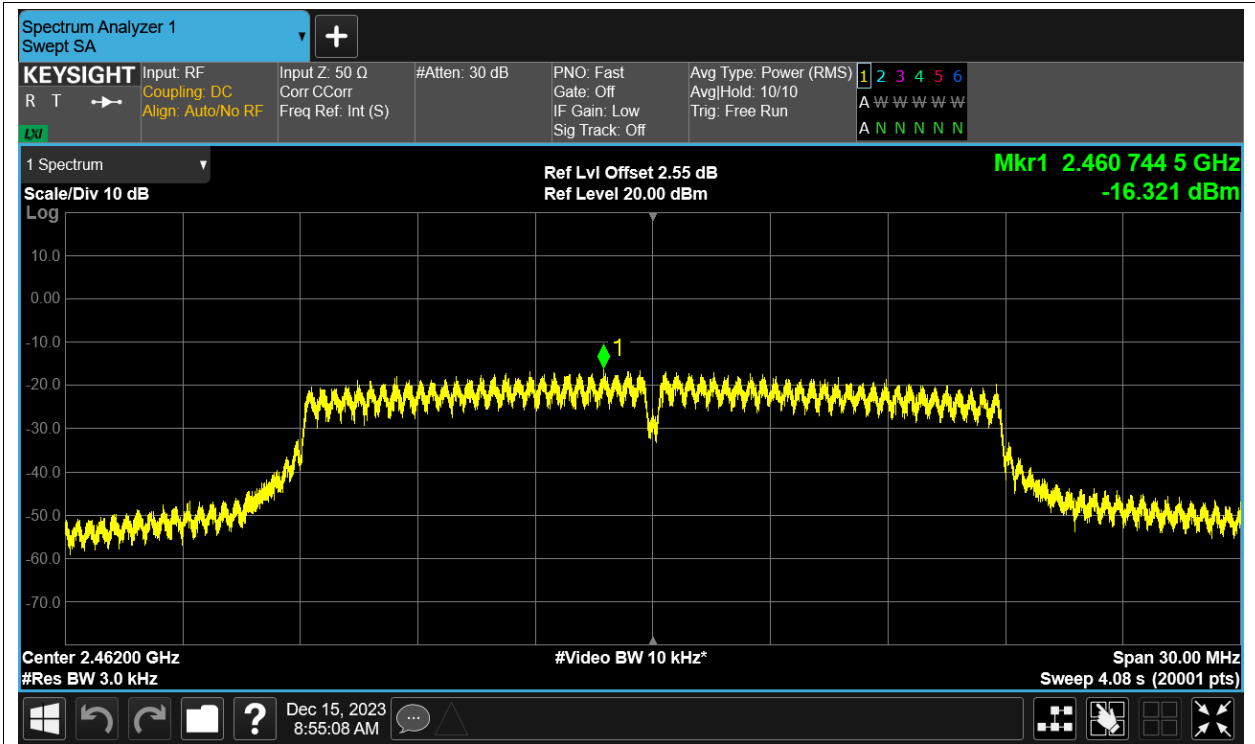 Spectrum Analyzer 1
Swept SA
KEYSIGHT
R T
LXI
Input: RF
Coupling: DC
Align: Auto/No RF
Input Z: 50 Ω
Corr CCorr
Freq Ref: Int (S)
#Atten: 30 dB
PNO: Fast
Gate: Off
IF Gain: Low
Sig Track: Off
Avg Type: Power (RMS)
Avg|Hold: 10/10
Trig: Free Run
1 2 3 4 5 6
A W W W W W
A N N N N N
1 Spectrum
Scale/Div 10 dB
Log
Ref Lvl Offset 2.55 dB
Ref Level 20.00 dBm
Mkr1 2.460 744 5 GHz
-16.321 dBm
10.0
0.00
-10.0
1
-20.0
-30.0
-40.0
-50.0
-60.0
-70.0
Center 2.46200 GHz
#Video BW 10 kHz*
Span 30.00 MHz
#Res BW 3.0 kHz
Sweep 4.08 s (20001 pts)
?
Dec 15, 2023
8:55:08 AM